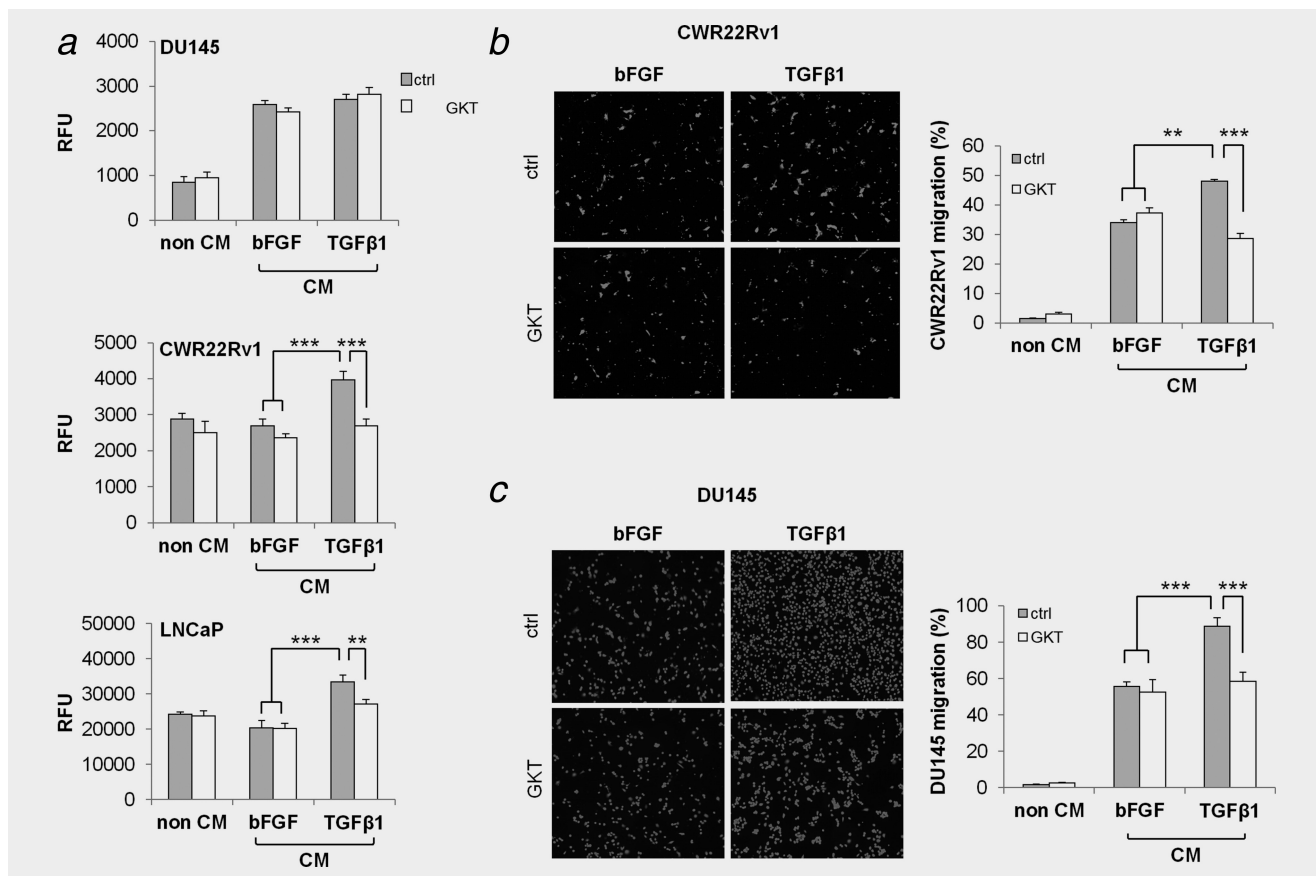 a
DU145
4000
3000
2000
1000
0
RFU
ctrl
GKT
non CM
bFGF
TGFβ1
CM
CWR22Rv1
5000
4000
3000
2000
1000
0
RFU
***
***
non CM
bFGF
TGFβ1
CM
LNCaP
50000
40000
30000
20000
10000
0
RFU
***
**
non CM
bFGF
TGFβ1
CM
b
CWR22Rv1
bFGF
TGFβ1
ctrl
GKT
CWR22Rv1 migration (%)
60
50
40
30
20
10
0
ctrl
GKT
**
***
non CM
bFGF
TGFβ1
CM
c
DU145
bFGF
TGFβ1
ctrl
GKT
DU145 migration (%)
100
80
60
40
20
0
ctrl
GKT
***
***
non CM
bFGF
TGFβ1
CM